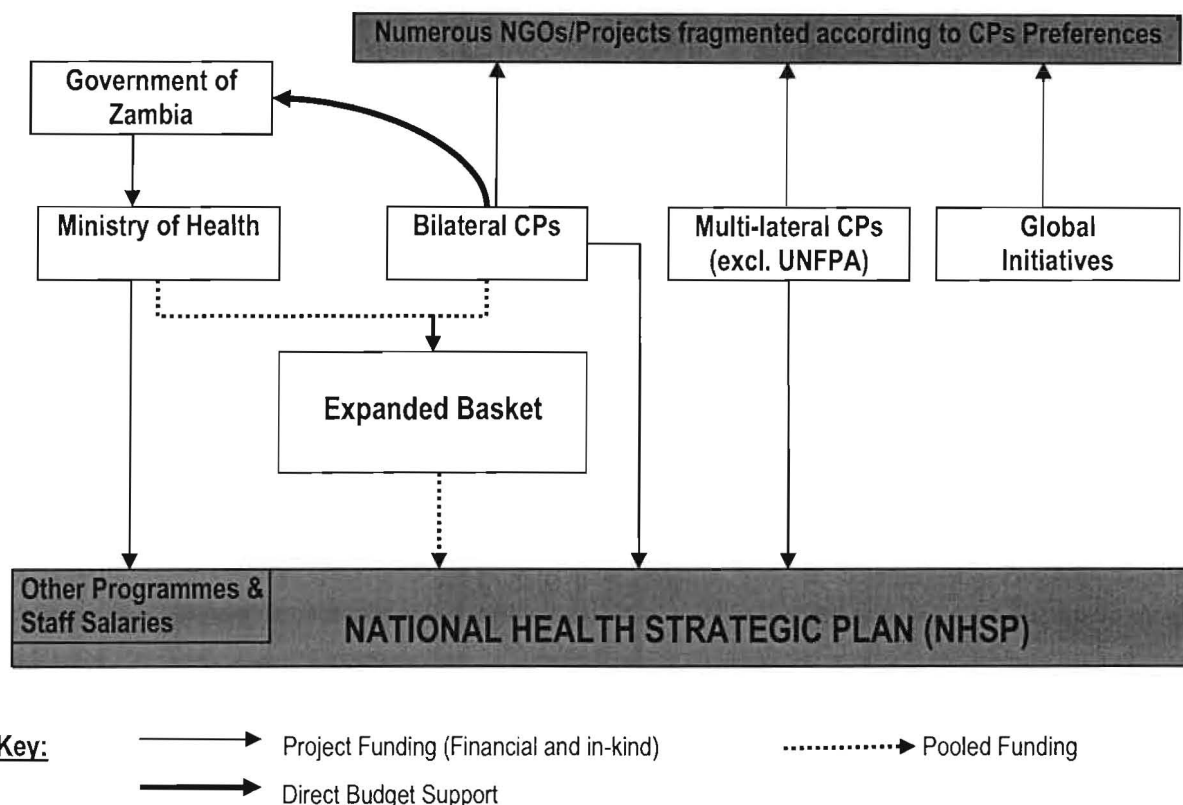 Numerous NGOs/Projects fragmented according to CPs Preferences
Government of
Zambia
Ministry of Health
Bilateral CPs
Multi-lateral CPs
(excl. UNFPA)
Global
Initiatives
Expanded Basket
Other Programmes &
Staff Salaries
NATIONAL HEALTH STRATEGIC PLAN (NHSP)
Key:
Project Funding (Financial and in-kind)
Pooled Funding
Direct Budget Support